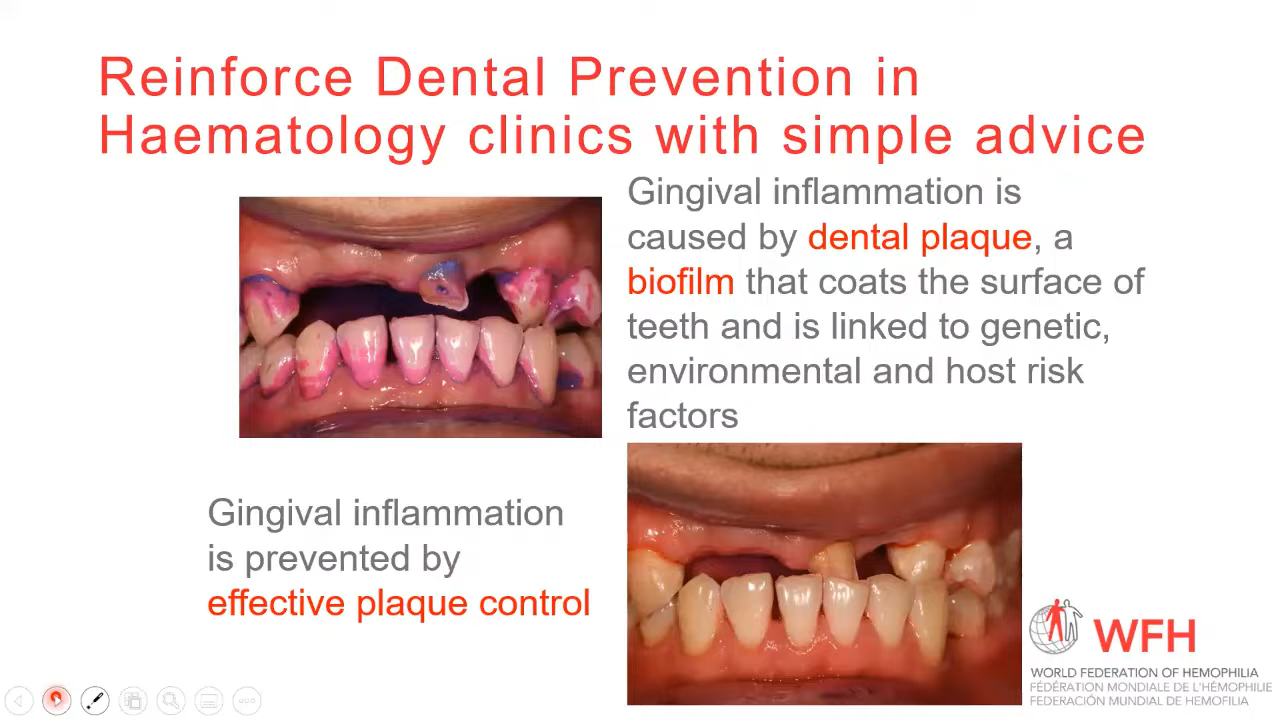 Reinforce Dental Prevention in
Haematology clinics with simple advice
Gingival inflammation is
caused by dental plaque, a
biofilm that coats the surface of
teeth and is linked to genetic,
environmental and host risk
factors
Gingival inflammation
is prevented by
effective plaque control
WFH
WORLD FEDERATION OF HEMOPHILIA
FÉDÉRATION MONDIALE DE L'HÉMOPHILIE
FEDERACIÓN MUNDIAL DE HEMOFILIA